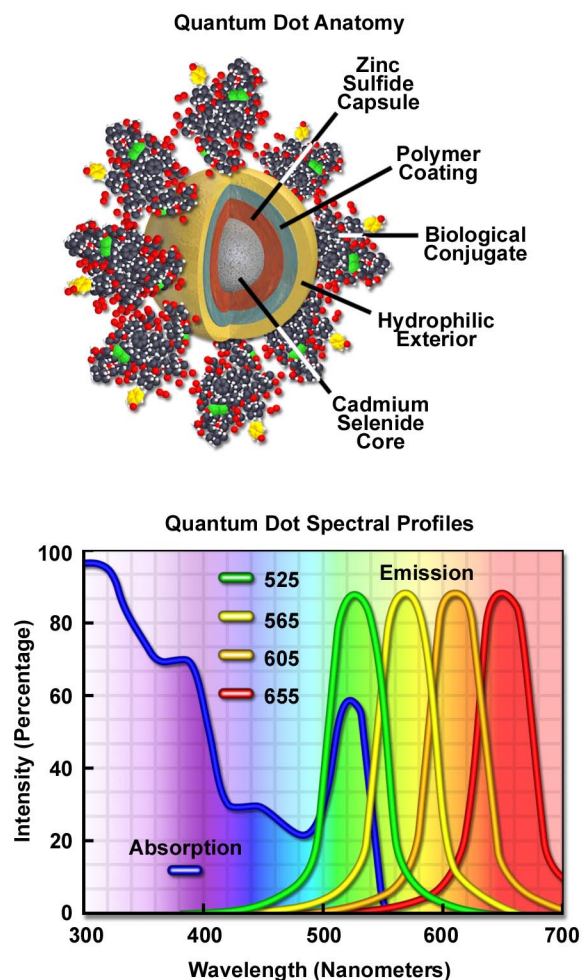 Quantum Dot Anatomy
Zinc
Sulfide
Capsule
Polymer
Coating
Biological
Conjugate
Hydrophilic
Exterior
Cadmium
Selenide
Core
Quantum Dot Spectral Profiles
100
80
60
40
20
0
Intensity (Percentage)
525
565
605
655
Emission
Absorption
300
400
500
600
700
Wavelength (Nanometers)